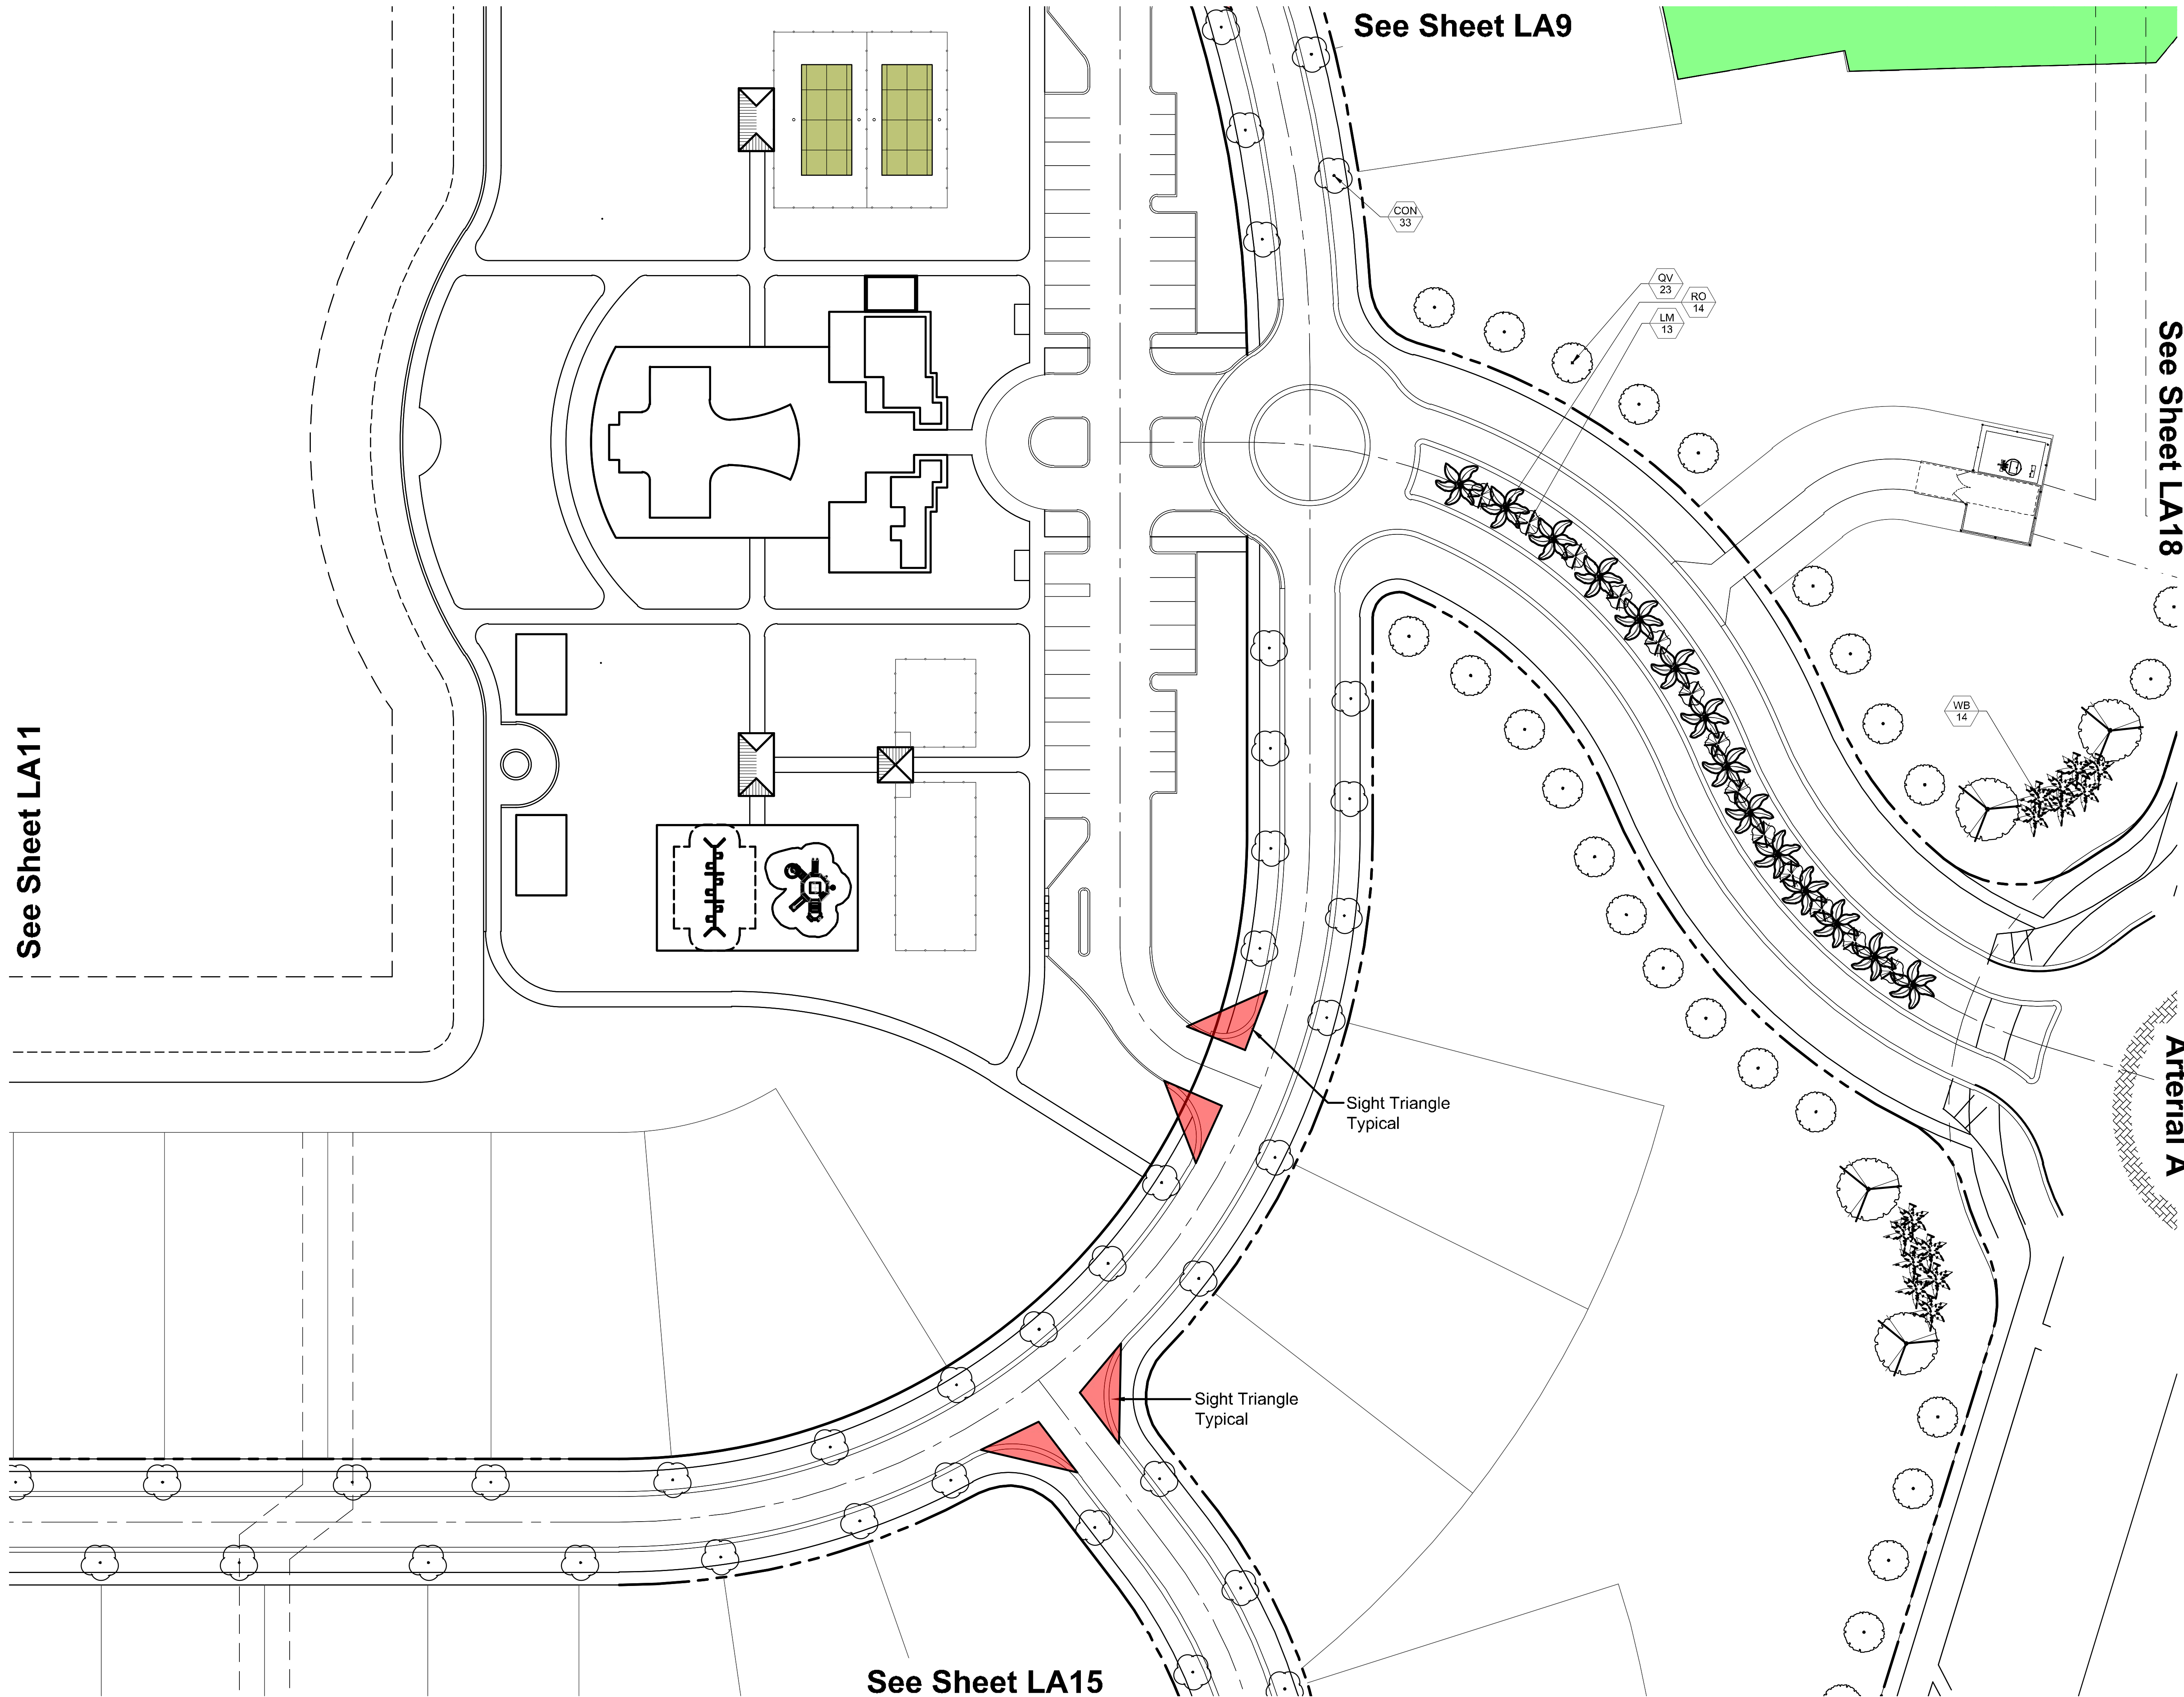 See Sheet LA9
CON
33
QV
23
RO
14
LM
13
See Sheet LA18
WB
14
See Sheet LA11
Arterial A
Sight Triangle
Typical
Sight Triangle
Typical
See Sheet LA15